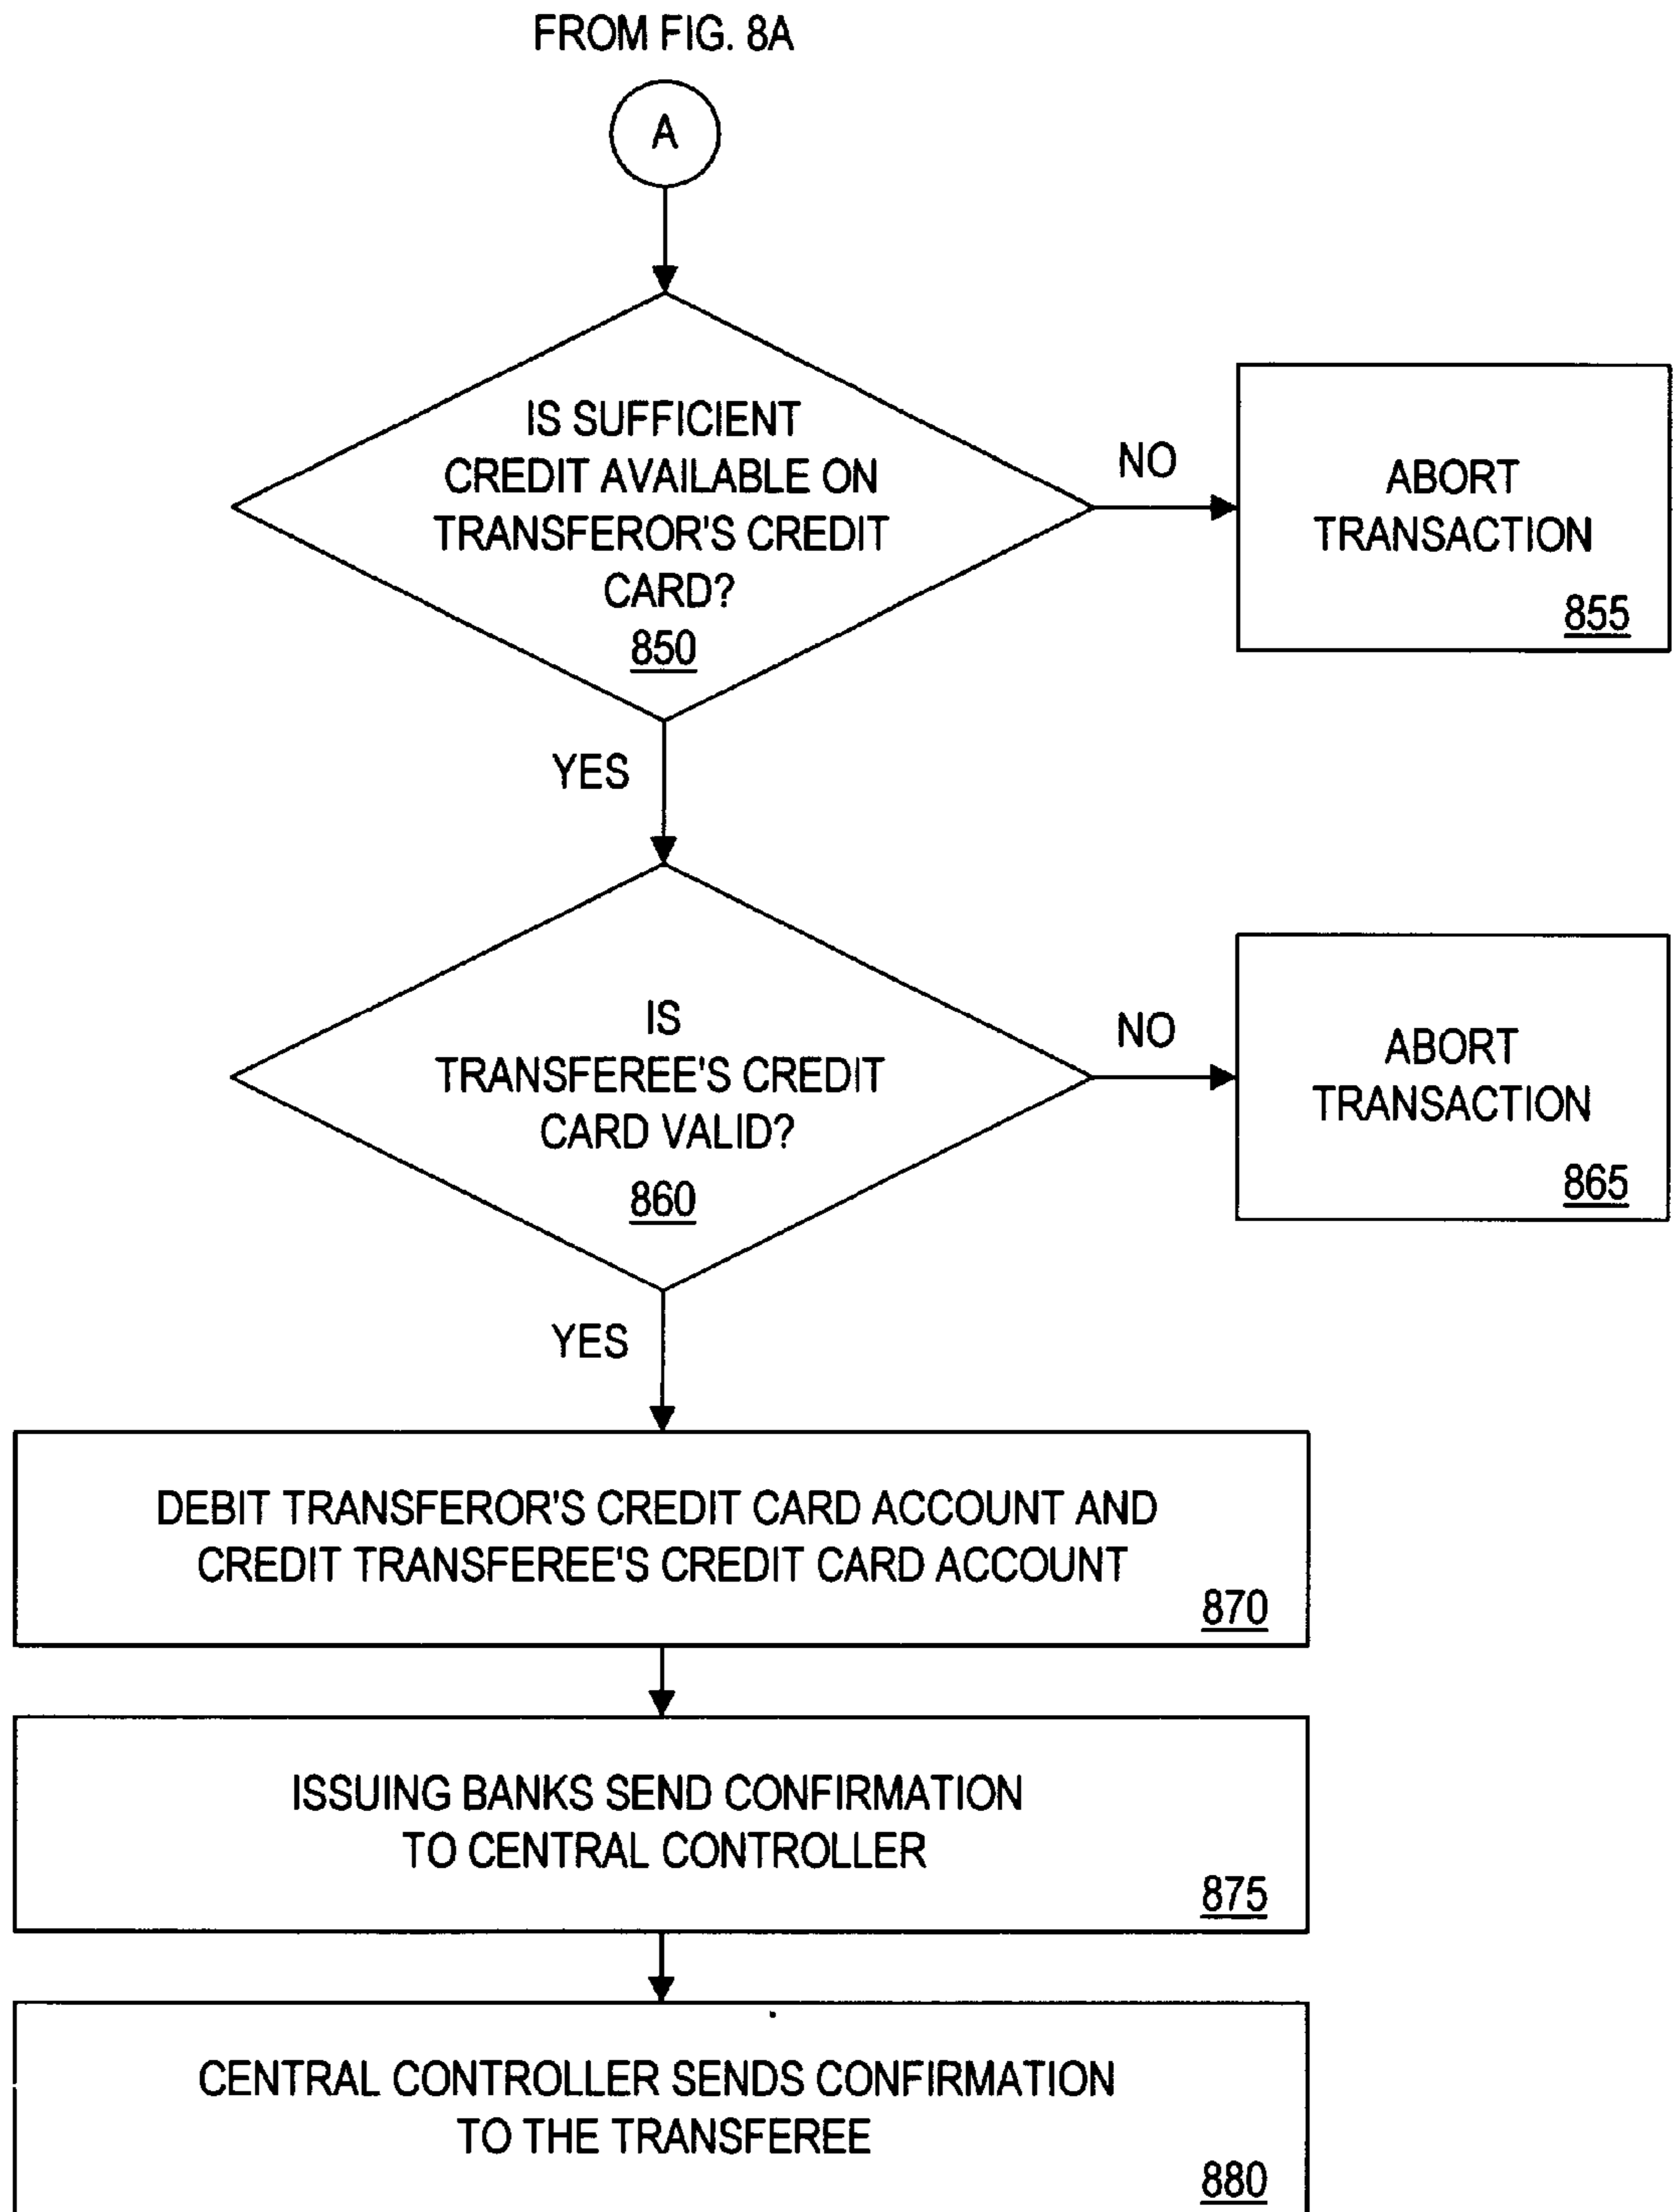 FROM FIG. 8A
A
IS SUFFICIENT
CREDIT AVAILABLE ON
TRANSFEROR'S CREDIT
CARD?
850
NO
ABORT
TRANSACTION
855
YES
IS
TRANSFEREE'S CREDIT
CARD VALID?
860
NO
ABORT
TRANSACTION
865
YES
DEBIT TRANSFEROR'S CREDIT CARD ACCOUNT AND
CREDIT TRANSFEREE'S CREDIT CARD ACCOUNT
870
ISSUING BANKS SEND CONFIRMATION
TO CENTRAL CONTROLLER
875
CENTRAL CONTROLLER SENDS CONFIRMATION
TO THE TRANSFEREE
880